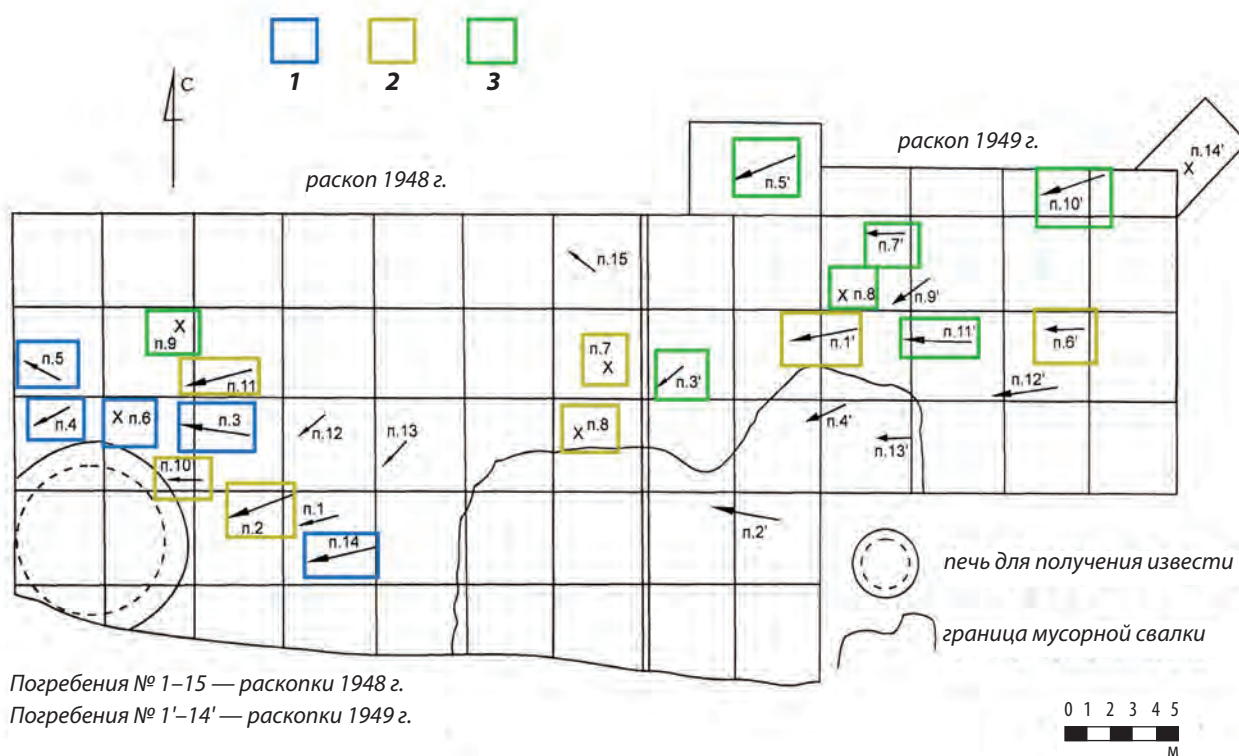 1 2 3
С
раскоп 1948 г.
раскоп 1949 г.
п.14'
X
п.5'
п.10'
п.7'
п.15
X п.8
п.9'
X
п.9
п.5
п.11
п.7
X
п.3'
п.1'
п.11'
п.6'
п.12'
п.4
X п.6
п.3
п.12
п.13
X п.8
п.4'
п.13'
п.10
п.2
п.1
п.14
п.2'
печь для получения извести
граница мусорной свалки
Погребения № 1–15 — раскопки 1948 г.
Погребения № 1'–14' — раскопки 1949 г.
0 1 2 3 4 5
м